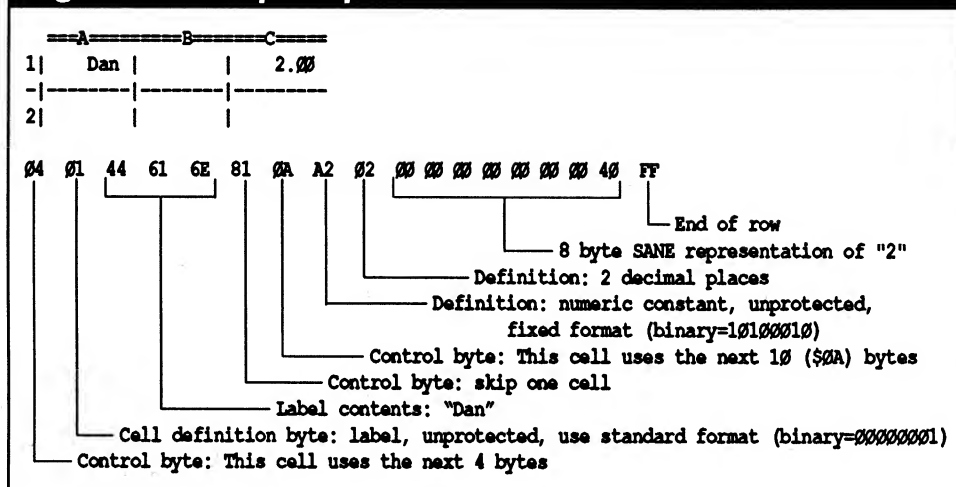 ===A=========B=======C=====
1|    Dan |        |    2.ØØ
-|--------|--------|---------
2|        |        |
Ø4 Ø1 44 61 6E 81 ØA A2 Ø2 ØØ ØØ ØØ ØØ ØØ ØØ ØØ 4Ø FF
End of row
8 byte SANE representation of "2"
Definition: 2 decimal places
Definition: numeric constant, unprotected,
fixed format (binary=1Ø1ØØØ1Ø)
Control byte: This cell uses the next 1Ø ($ØA) bytes
Control byte: skip one cell
Label contents: "Dan"
Cell definition byte: label, unprotected, use standard format (binary=ØØØØØØØ1)
Control byte: This cell uses the next 4 bytes